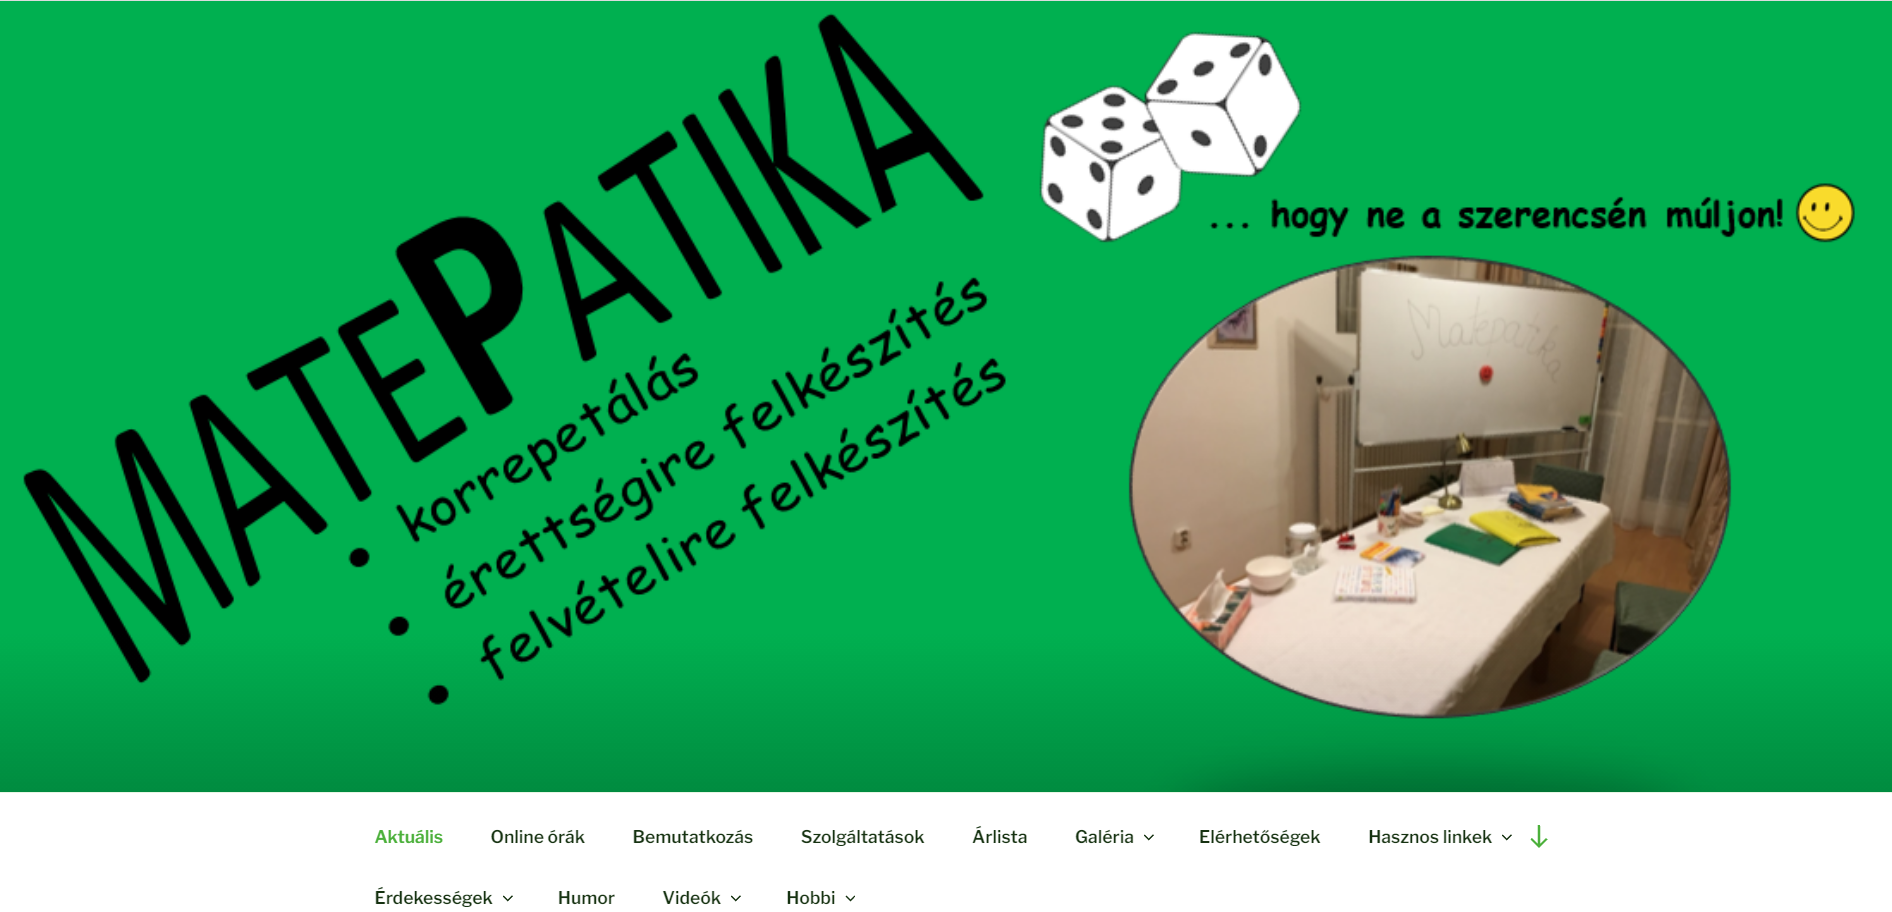 MATEPATIKA
... hogy ne a szerencsén múljon!
• korrepetálás
• érettségire felkészítés
• felvételire felkészítés
Matepatika
Aktuális Online órák Bemutatkozás Szolgáltatások Árlista Galéria Elérhetőségek Hasznos linkek
Érdekességek Humor Videók Hobbi